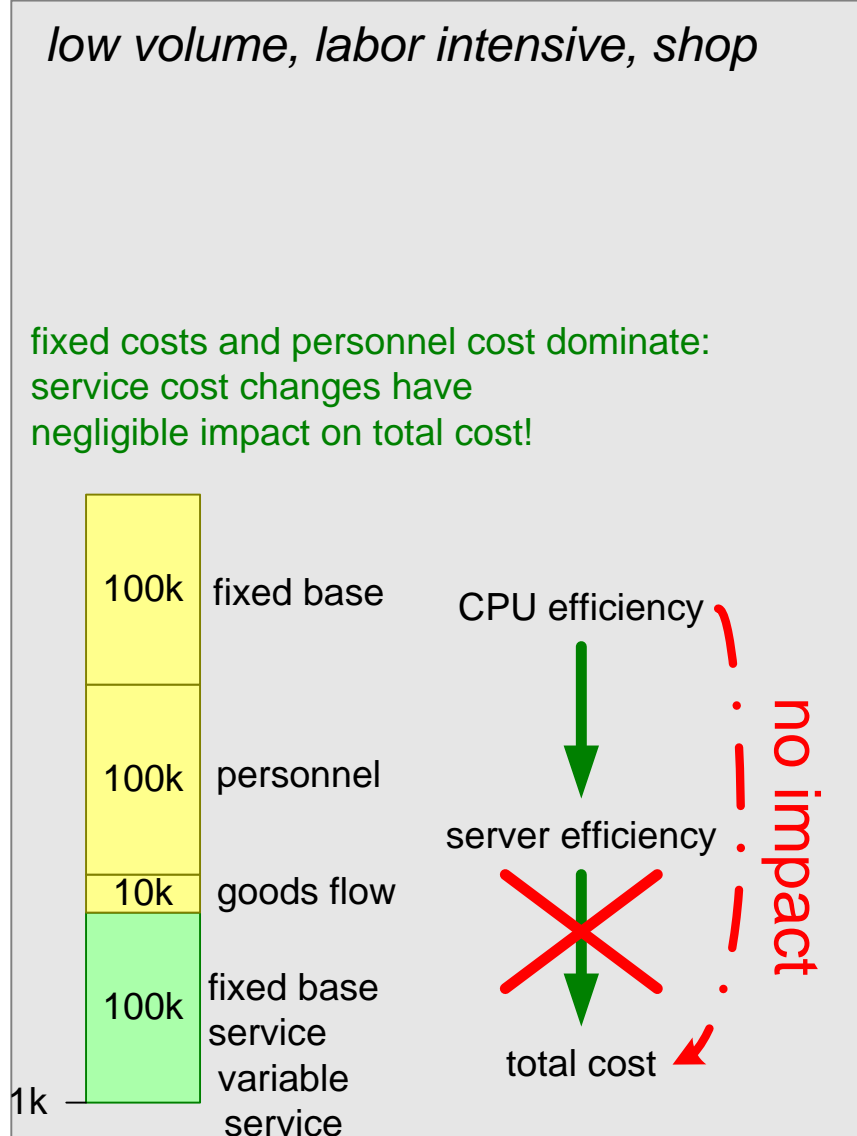 low volume, labor intensive, shop
fixed costs and personnel cost dominate:
service cost changes have
negligible impact on total cost!
100k
fixed base
100k
personnel
10k
goods flow
100k
fixed base
service
1k
variable
service
CPU efficiency
server efficiency
total cost
no impact